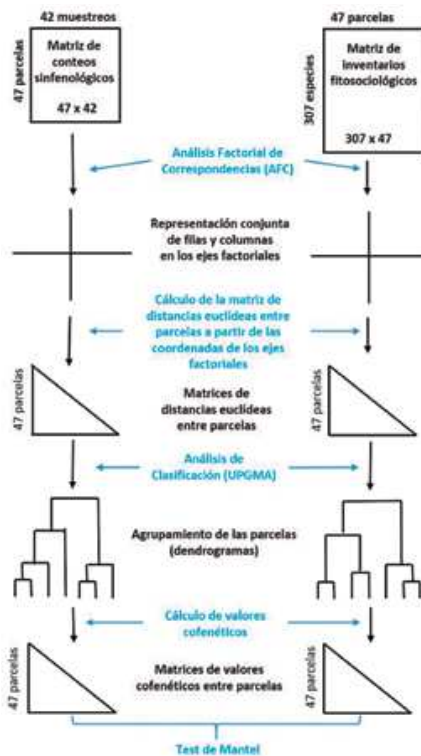 42 muestreos
47 parcelas
Matriz de
conteos
sinfenológicos
47 x 42
47 parcelas
307 especies
Matriz de
inventarios
fitosociológicos
307 x 47
Análisis Factorial de
Correspondencias (AFC)
Representación conjunta
de filas y columnas
en los ejes factoriales
Cálculo de la matriz de
distancias euclídeas entre
parcelas a partir de las
coordenadas de los ejes
factoriales
47 parcelas
Matrices de
distancias euclídeas
entre parcelas
47 parcelas
Análisis de
Clasificación (UPGMA)
Agrupamiento de las parcelas
(dendrogramas)
Cálculo de valores
cofenéticos
47 parcelas
Matrices de valores
cofenéticos entre parcelas
47 parcelas
Test de Mantel